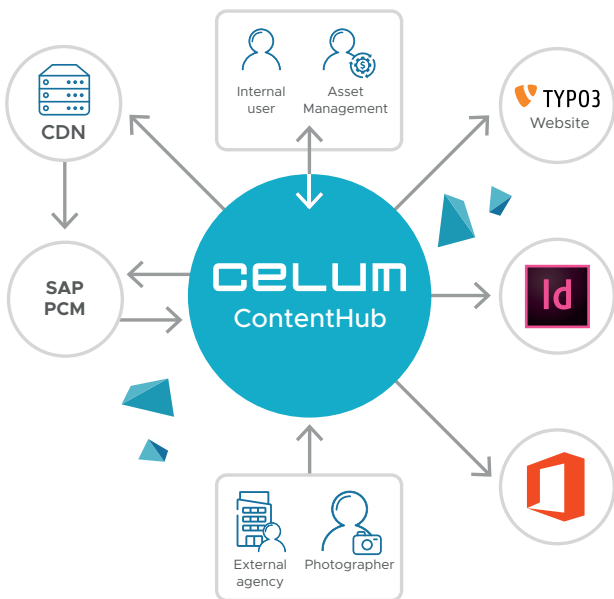 Internal
user
Asset
Management
$
CDN
TYPO3
Website
SAP
PCM
CELUM
ContentHub
Id
External
agency
Photographer